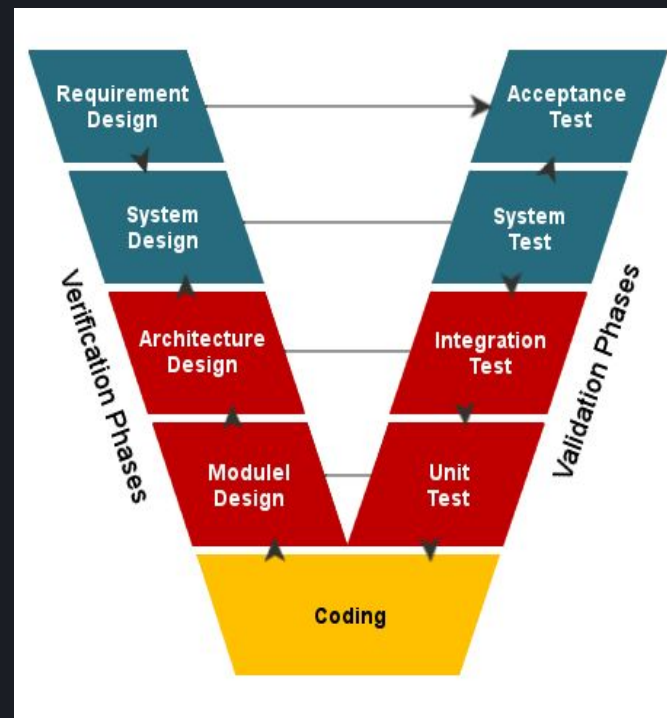 Requirement
Design
Acceptance
Test
System
Design
System
Test
Architecture
Design
Integration
Test
Modulel
Design
Unit
Test
Coding
Verification Phases
Validation Phases